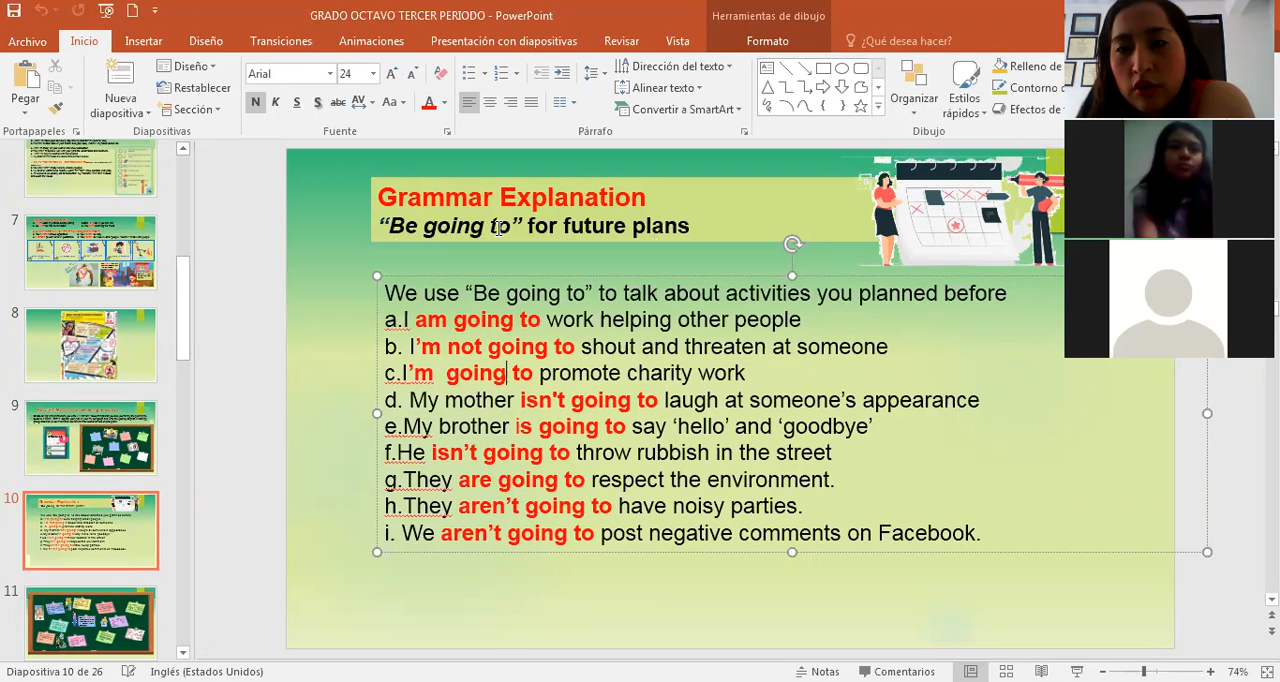 GRADO OCTAVO TERCER PERIODO - PowerPoint
Herramientas de dibujo
Archivo Inicio Insertar Diseño Transiciones Animaciones Presentación con diapositivas Revisar Vista Formato ¿Qué desea hacer?
Pegar
Nueva diapositiva
Diseño
Restablecer
Sección
Arial 24
N K S S abc AV Aa A
Dirección del texto
Alinear texto
Convertir a SmartArt
Organizar
Estilos rápidos
Relleno de
Contorno
Efectos de
Portapapeles Diapositivas Fuente Párrafo Dibujo
7
8
9
10
11
Grammar Explanation
“Be going to” for future plans
We use “Be going to” to talk about activities you planned before
a.I am going to work helping other people
b. I’m not going to shout and threaten at someone
c.I’m going to promote charity work
d. My mother isn't going to laugh at someone’s appearance
e.My brother is going to say ‘hello’ and ‘goodbye’
f.He isn’t going to throw rubbish in the street
g.They are going to respect the environment.
h.They aren’t going to have noisy parties.
i. We aren’t going to post negative comments on Facebook.
Diapositiva 10 de 26 Inglés (Estados Unidos) Notas Comentarios 74%